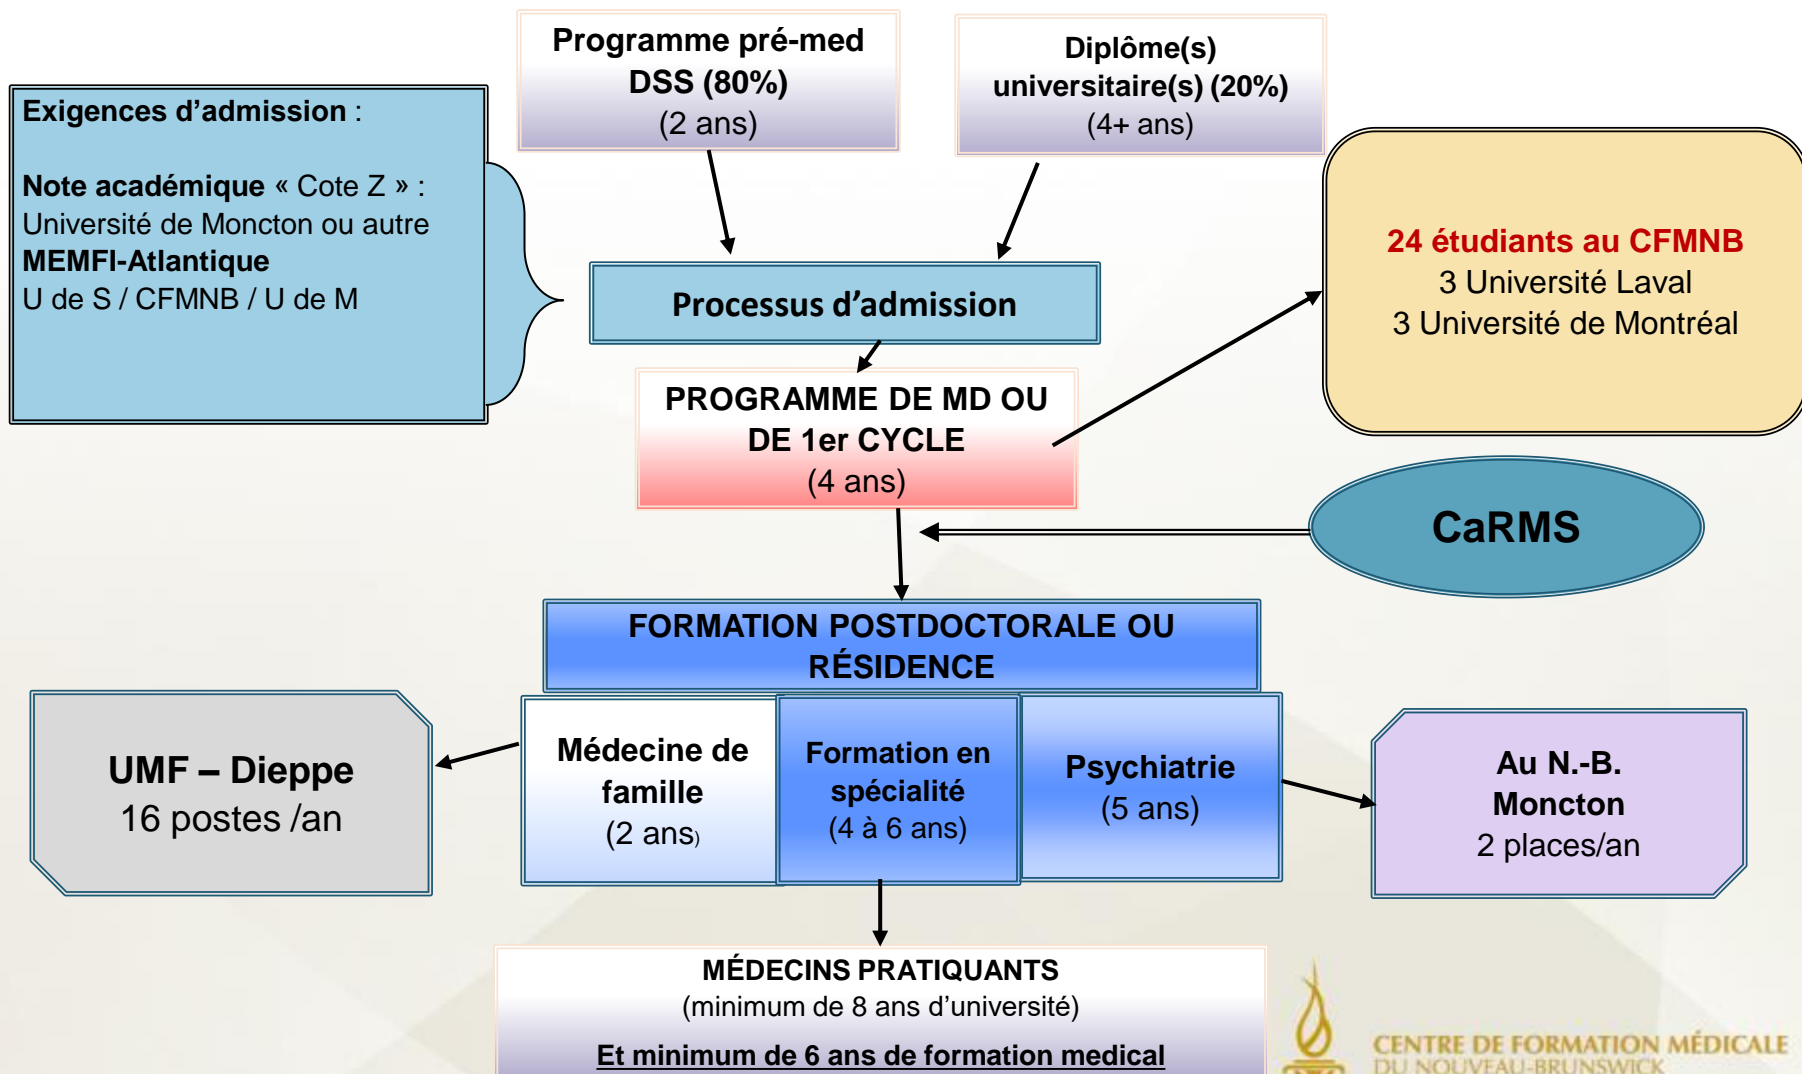 Programme pré-med
DSS (80%)
(2 ans)
Diplôme(s)
universitaire(s) (20%)
(4+ ans)
Exigences d'admission :
Note académique « Cote Z » :
Université de Moncton ou autre
MEMFI-Atlantique
U de S / CFMNB / U de M
Processus d'admission
24 étudiants au CFMNB
3 Université Laval
3 Université de Montréal
PROGRAMME DE MD OU
DE 1er CYCLE
(4 ans)
CaRMS
FORMATION POSTDOCTORALE OU
RÉSIDENCE
UMF – Dieppe
16 postes /an
Médecine de
famille
(2 ans)
Formation en
spécialité
(4 à 6 ans)
Psychiatrie
(5 ans)
Au N.-B.
Moncton
2 places/an
MÉDECINS PRATIQUANTS
(minimum de 8 ans d'université)
Et minimum de 6 ans de formation medical
CENTRE DE FORMATION MÉDICALE
DU NOUVEAU-BRUNSWICK